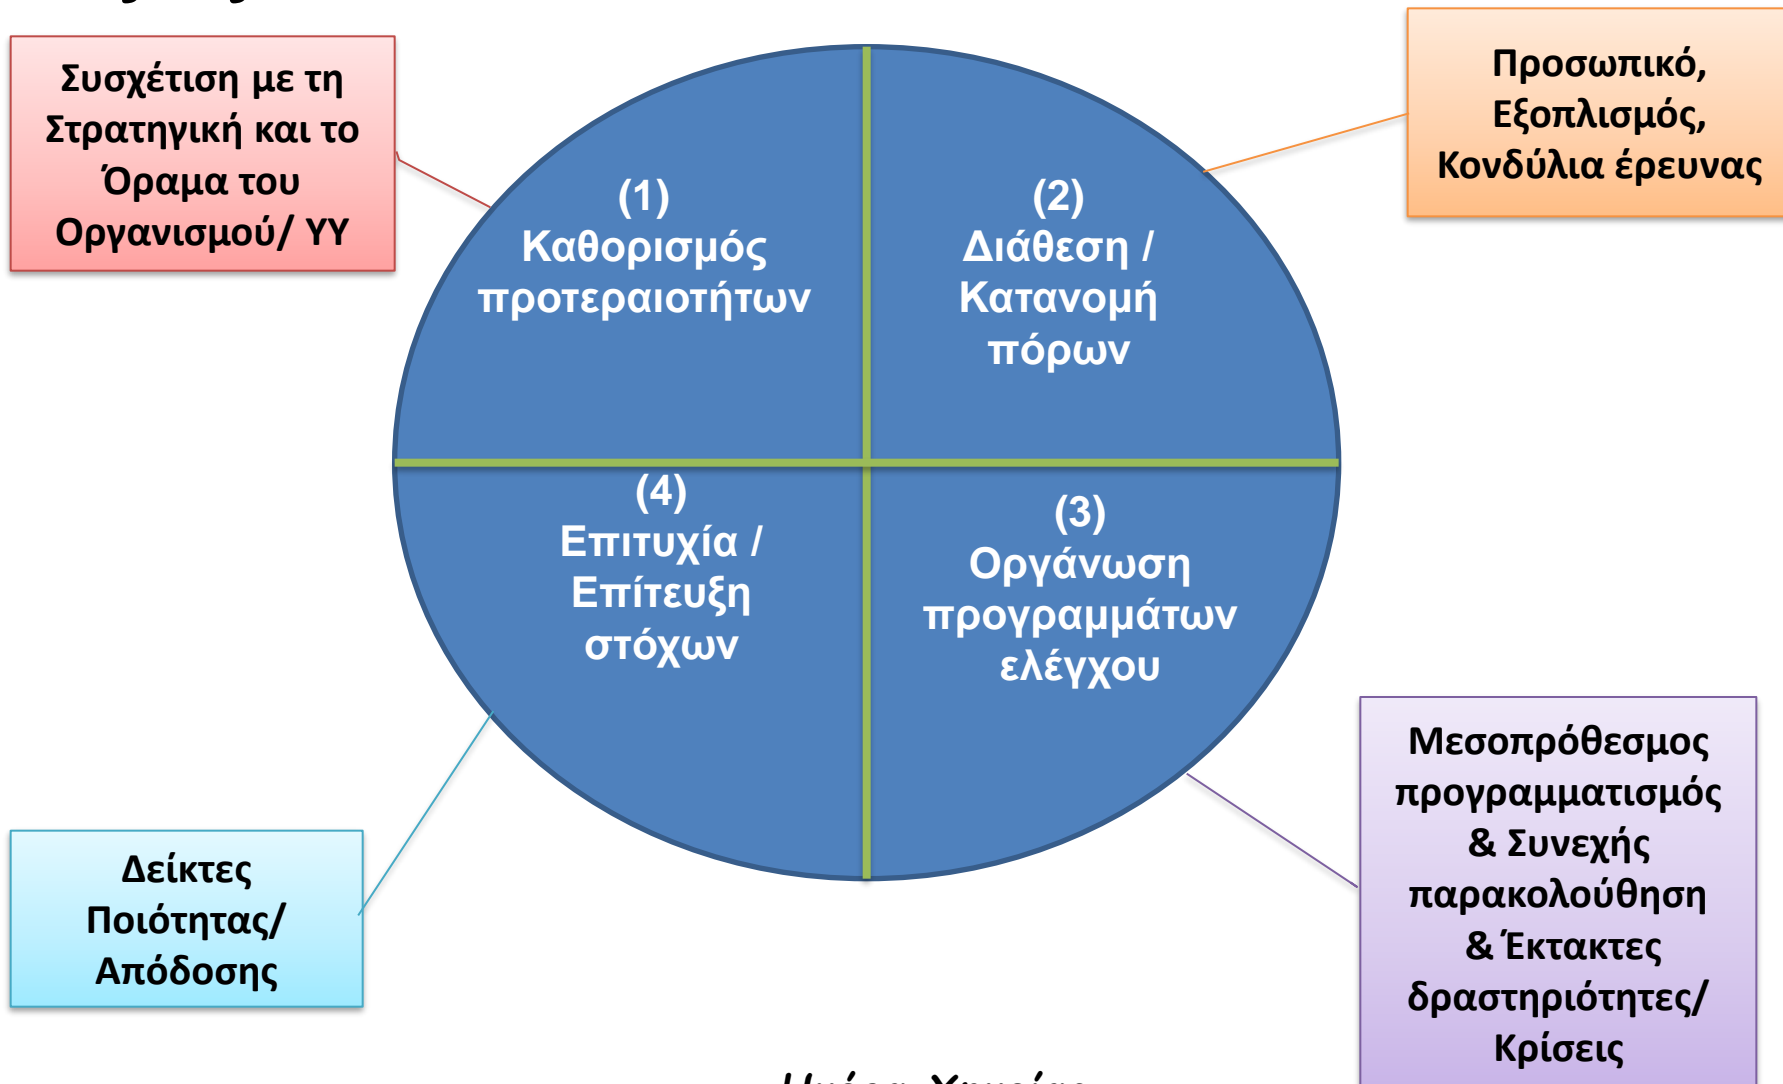 Συσχέτιση με τη
Στρατηγική και το
Όραμα του
Οργανισμού/ ΥΥ
(1)
Καθορισμός
προτεραιοτήτων
(2)
Διάθεση /
Κατανομή
πόρων
Προσωπικό,
Εξοπλισμός,
Κονδύλια έρευνας
(4)
Επιτυχία /
Επίτευξη
στόχων
(3)
Οργάνωση
προγραμμάτων
ελέγχου
Δείκτες
Ποιότητας/
Απόδοσης
Μεσοπρόθεσμος
προγραμματισμός
& Συνεχής
παρακολούθηση
& Έκτακτες
δραστηριότητες/
Κρίσεις